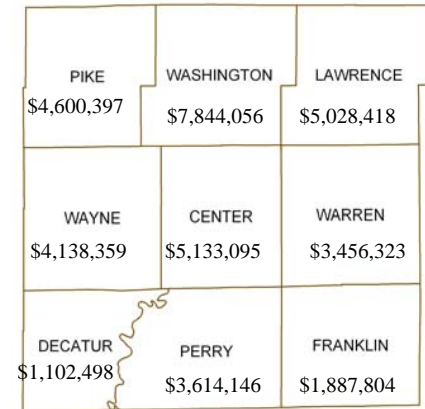 PIKE
WASHINGTON
LAWRENCE
$4,600,397
$7,844,056
$5,028,418
WAYNE
CENTER
WARREN
$4,138,359
$5,133,095
$3,456,323
DECATUR
PERRY
FRANKLIN
$1,102,498
$3,614,146
$1,887,804